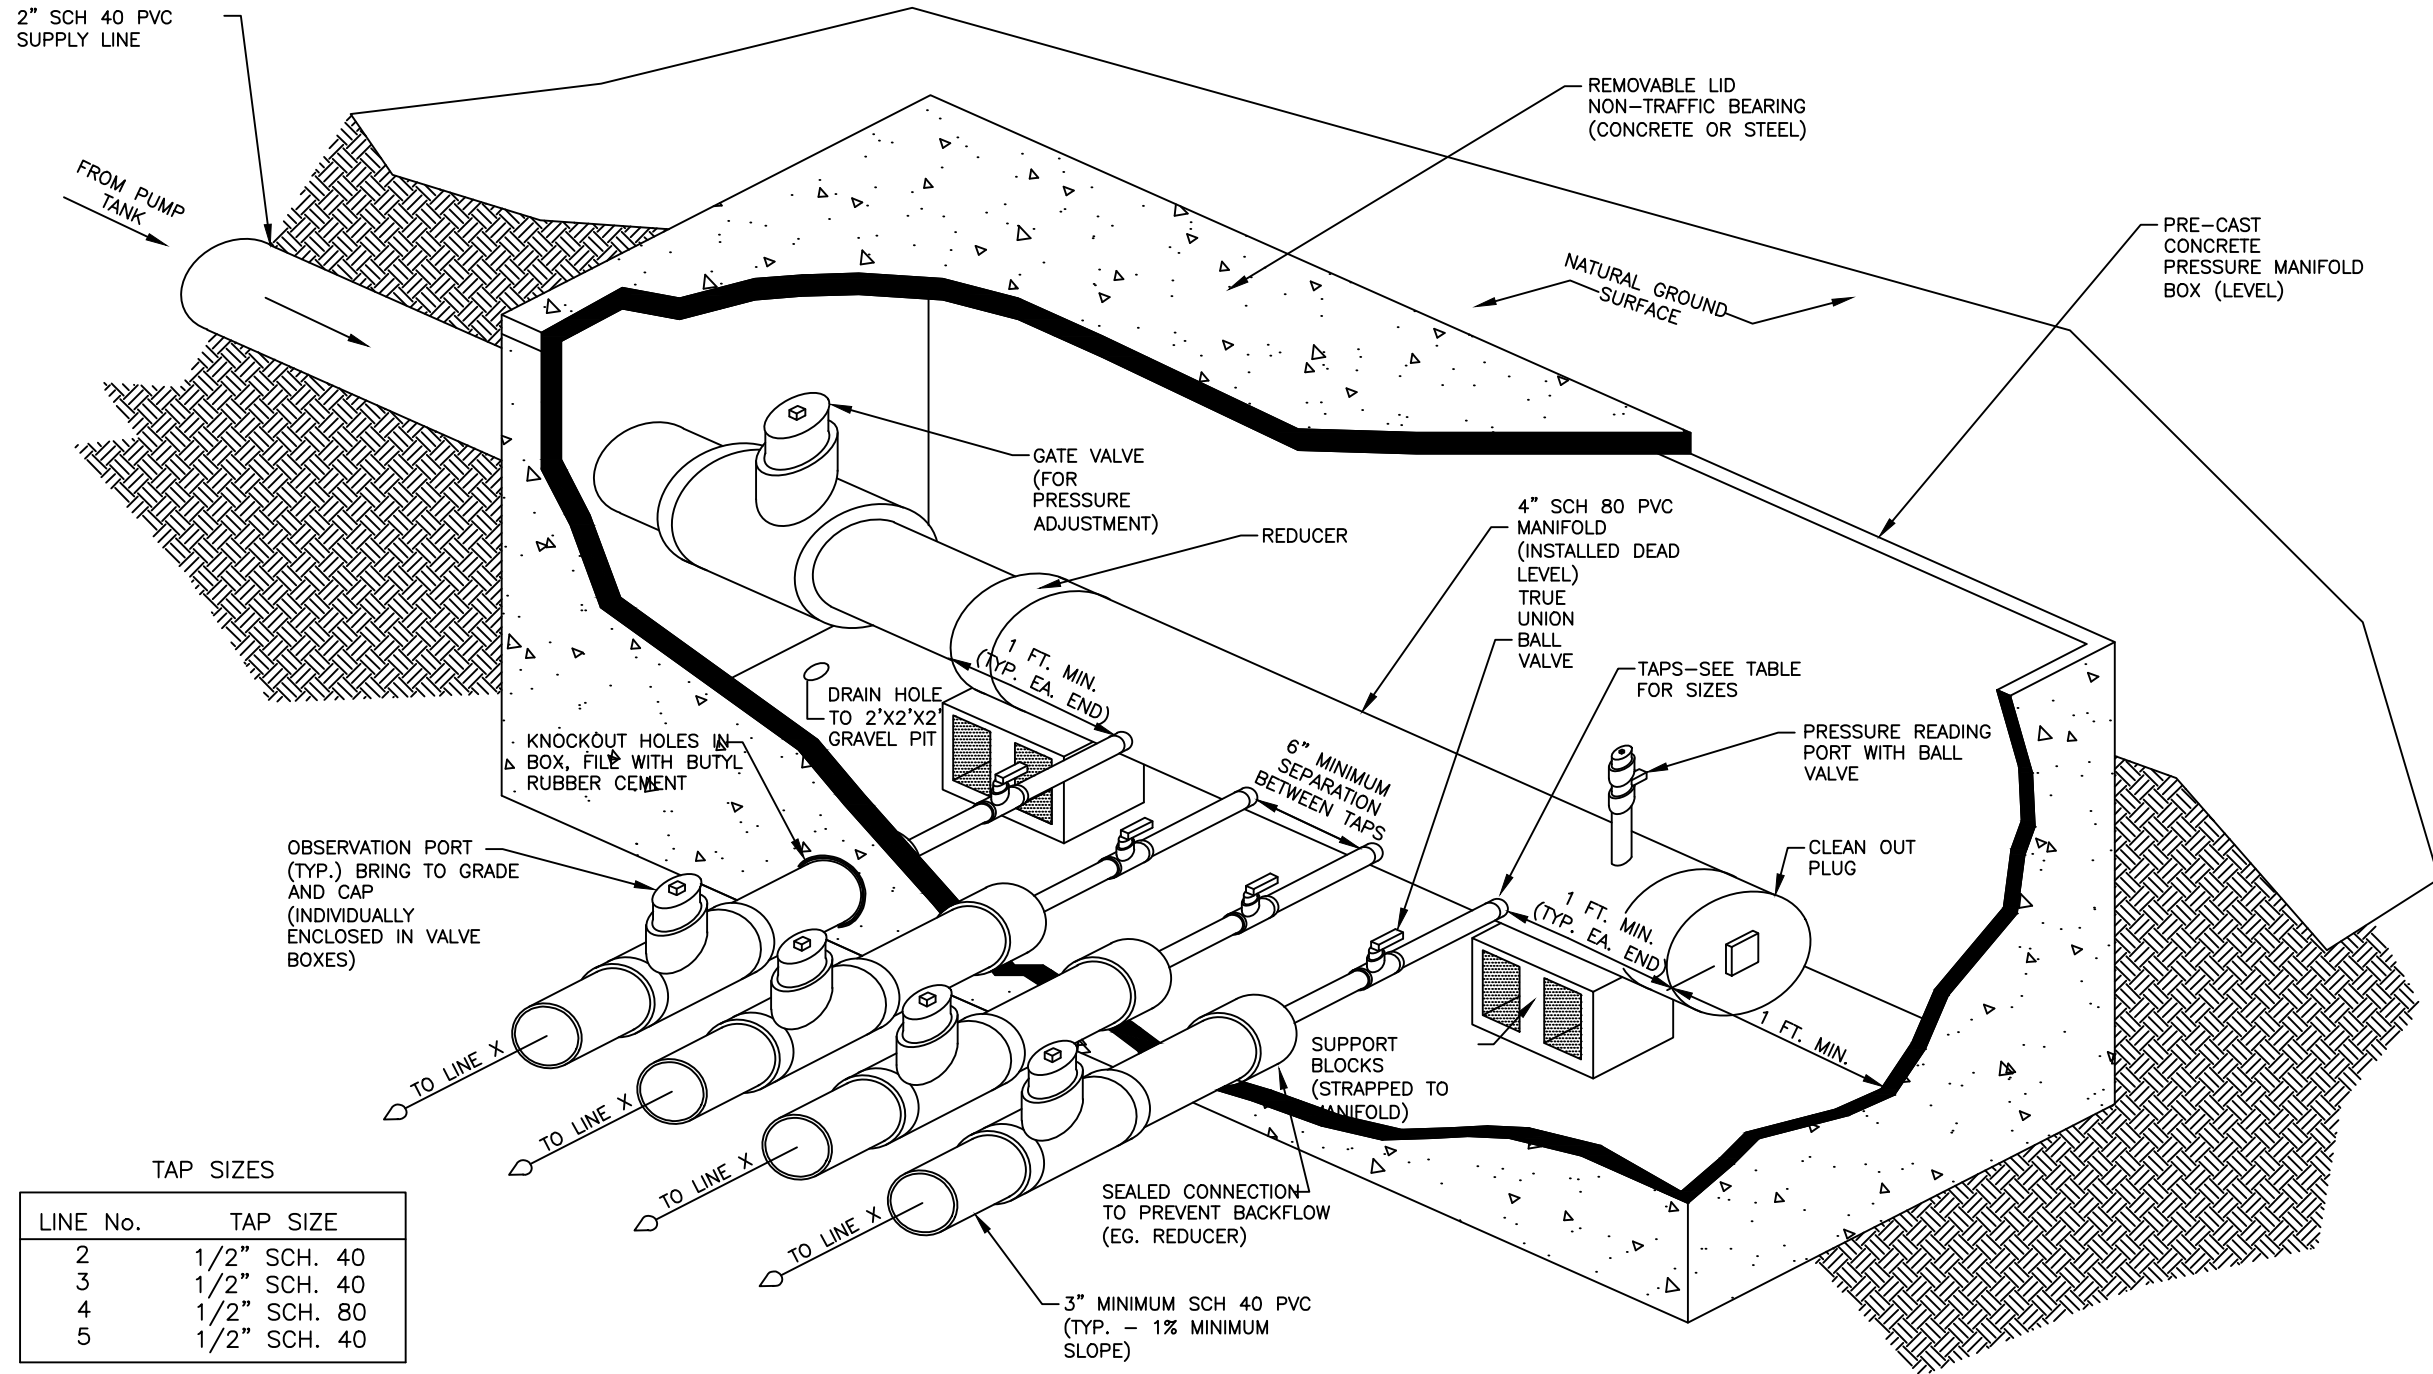 2” SCH 40 PVC
SUPPLY LINE
FROM PUMP
TANK
REMOVABLE LID
NON-TRAFFIC BEARING
(CONCRETE OR STEEL)
PRE-CAST
CONCRETE
PRESSURE MANIFOLD
BOX (LEVEL)
NATURAL GROUND
SURFACE
GATE VALVE
(FOR
PRESSURE
ADJUSTMENT)
REDUCER
4” SCH 80 PVC
MANIFOLD
(INSTALLED DEAD
LEVEL)
TRUE
UNION
BALL
VALVE
TAPS-SEE TABLE
FOR SIZES
PRESSURE READING
PORT WITH BALL
VALVE
CLEAN OUT
PLUG
1 FT. MIN.
(TYP. EA. END)
DRAIN HOLE
TO 2'X2'X2'
GRAVEL PIT
KNOCKOUT HOLES IN
BOX, FILL WITH BUTYL
RUBBER CEMENT
6” MINIMUM
SEPARATION
BETWEEN TAPS
OBSERVATION PORT
(TYP.) BRING TO GRADE
AND CAP
(INDIVIDUALLY
ENCLOSED IN VALVE
BOXES)
1 FT. MIN.
(TYP. EA. END)
1 FT. MIN.
SUPPORT
BLOCKS
(STRAPPED TO
MANIFOLD)
TO LINE X
TO LINE X
TO LINE X
TO LINE X
SEALED CONNECTION
TO PREVENT BACKFLOW
(EG. REDUCER)
3” MINIMUM SCH 40 PVC
(TYP. - 1% MINIMUM
SLOPE)
TAP SIZES
LINE No. TAP SIZE
2 1/2” SCH. 40
3 1/2” SCH. 40
4 1/2” SCH. 80
5 1/2” SCH. 40